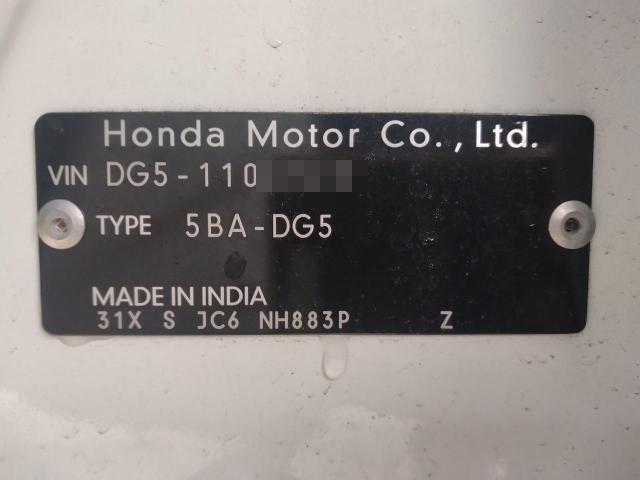 Honda Motor Co., Ltd.
VIN DG5-110
TYPE 5BA-DG5
MADE IN INDIA
31X S JC6 NH883P Z